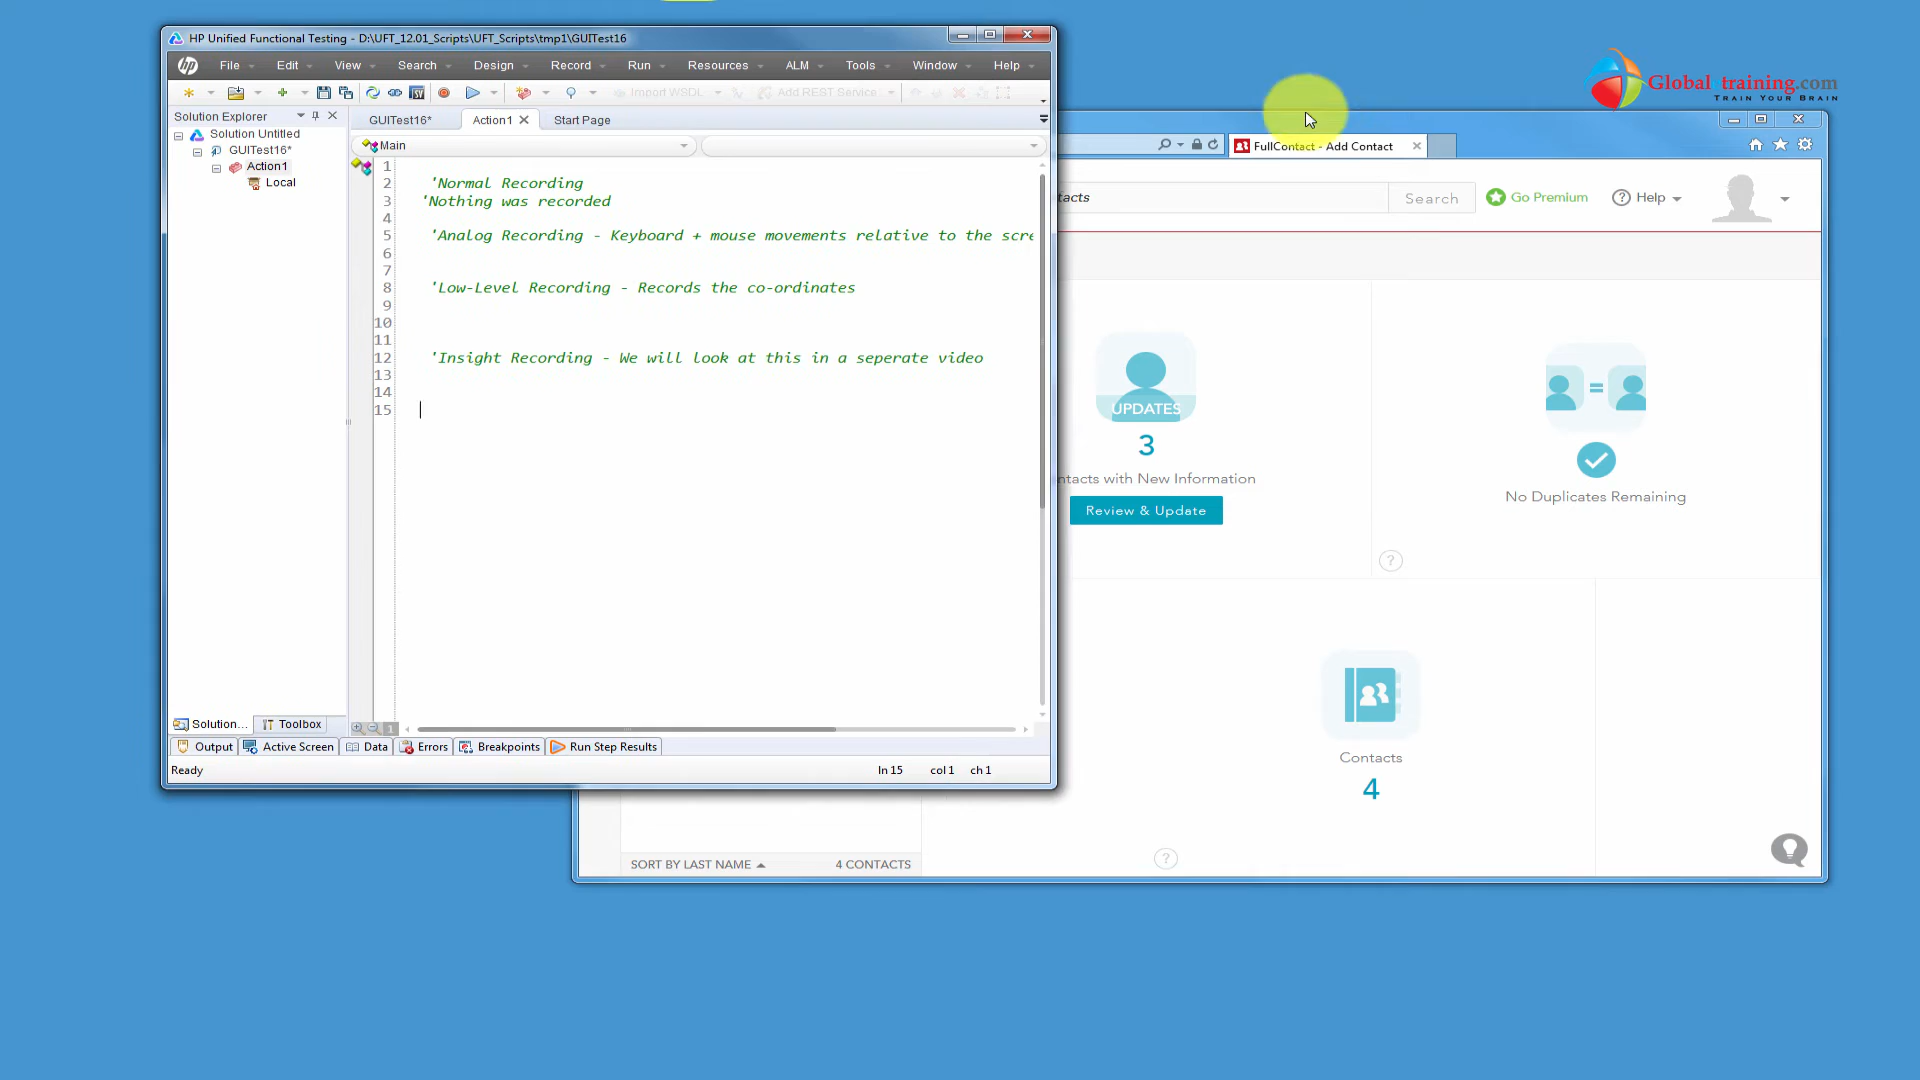 HP Unified Functional Testing - D:\UFT_12.01_Scripts\UFT_Scripts\tmp1\GUITest16
hp File Edit View Search Design Record Run Resources ALM Tools Window Help
SV Import WSDL Add REST Service
Solution Explorer
Solution Untitled
GUITest16*
Action1
Local
GUITest16* Action1 Start Page
Main
1
2 'Normal Recording
3 'Nothing was recorded
4
5 'Analog Recording - Keyboard + mouse movements relative to the scre
6
7
8 'Low-Level Recording - Records the co-ordinates
9
10
11
12 'Insight Recording - We will look at this in a seperate video
13
14
15
Solution... Toolbox
1
Output Active Screen Data Errors Breakpoints Run Step Results
Ready ln 15 col 1 ch 1
Global training.com
TRAIN YOUR BRAIN
FullContact - Add Contact
tacts Search Go Premium ? Help
UPDATES
3
ntacts with New Information
Review & Update
=
No Duplicates Remaining
?
Contacts
4
?
SORT BY LAST NAME 4 CONTACTS